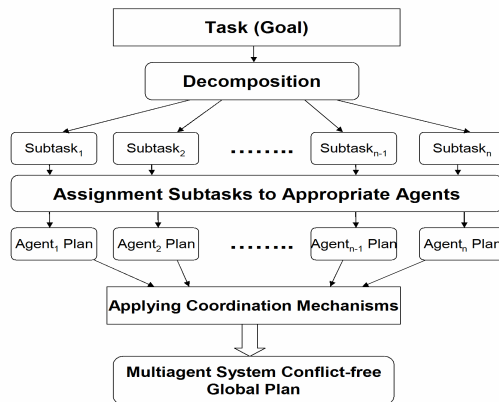 Task (Goal)
Decomposition
Subtask1 Subtask2 ........ Subtaskn-1 Subtaskn
Assignment Subtasks to Appropriate Agents
Agent1 Plan Agent2 Plan ........ Agentn-1 Plan Agentn Plan
Applying Coordination Mechanisms
Multiagent System Conflict-free
Global Plan